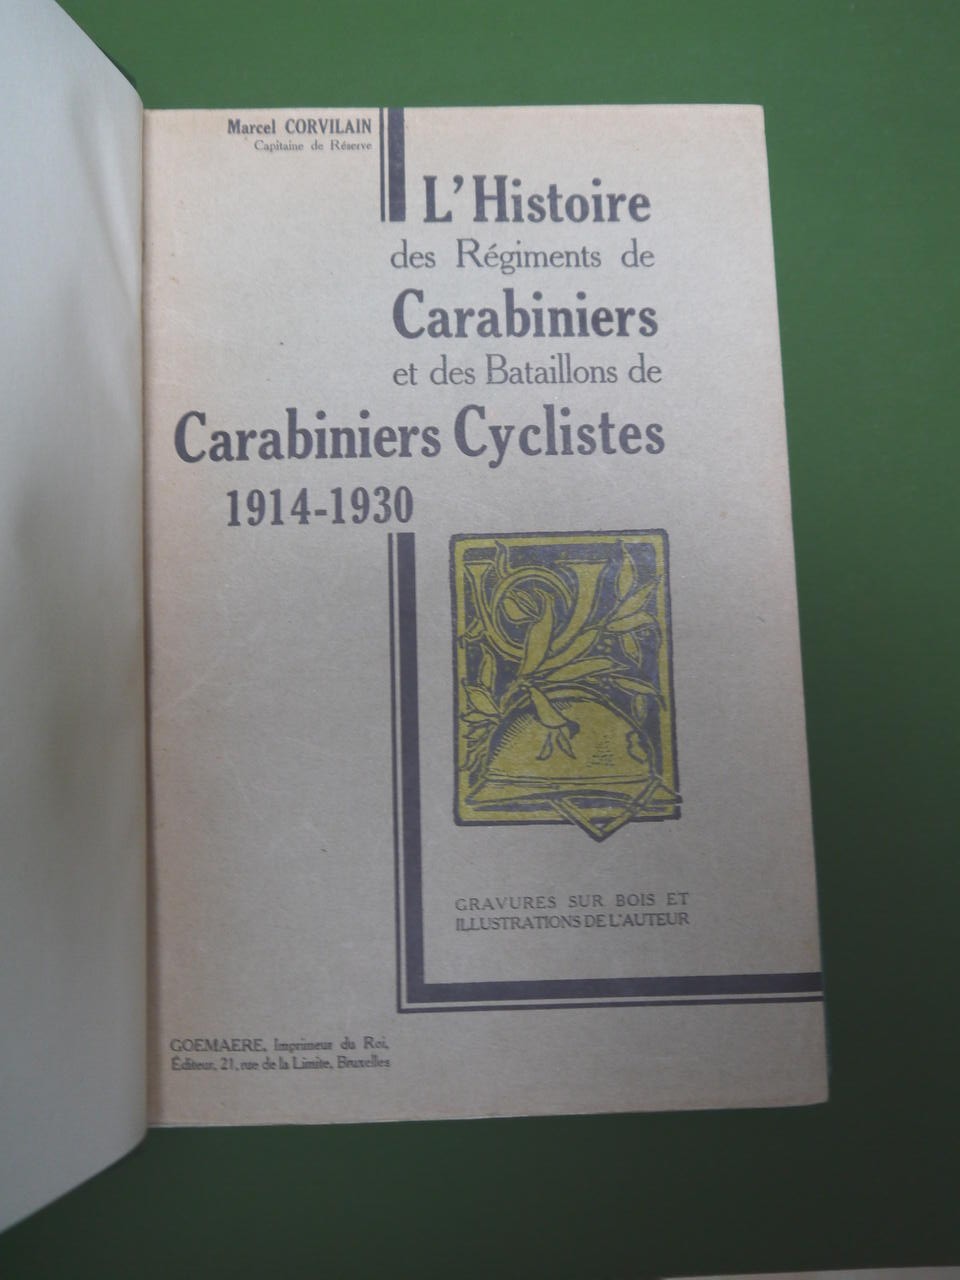 Marcel CORVILAIN
Capitaine de Réserve
L'Histoire
des Régiments de
Carabiniers
et des Bataillons de
Carabiniers Cyclistes
1914-1930
GRAVURES SUR BOIS ET
ILLUSTRATIONS DE L'AUTEUR
GOEMAERE, Imprimeur du Roi,
Éditeur, 21, rue de la Limite, Bruxelles